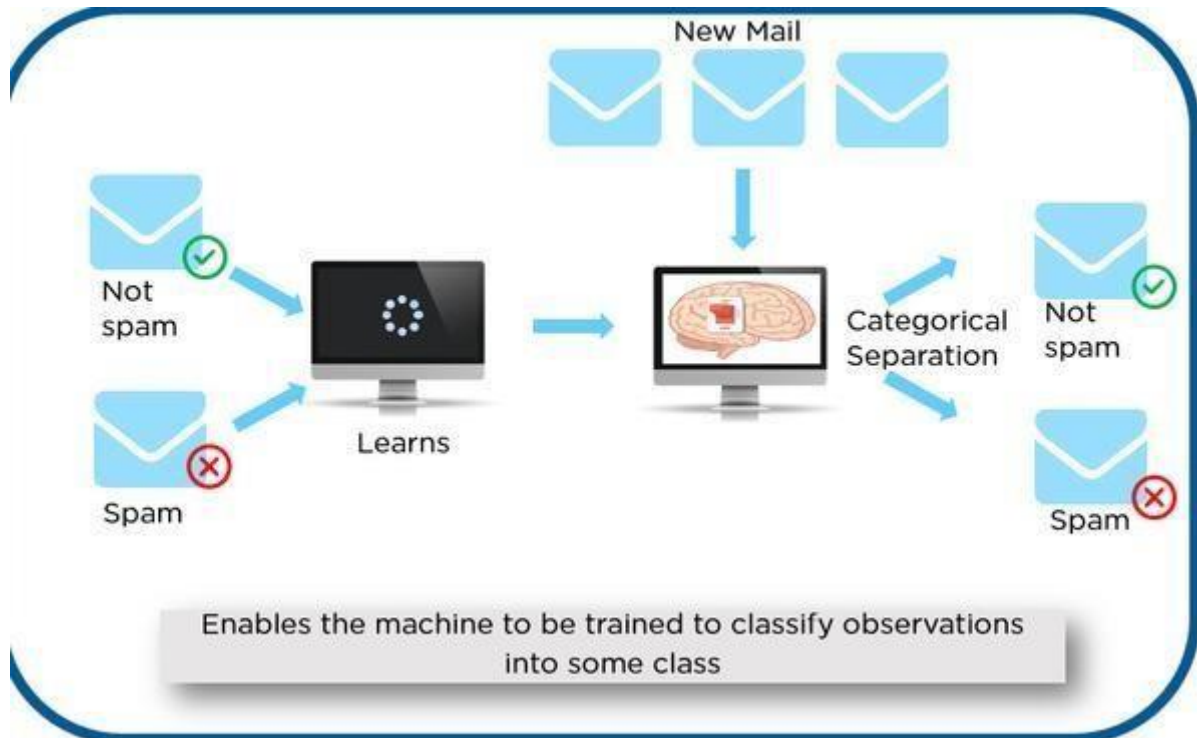 New Mail
Not
spam
Spam
Learns
Categorical
Separation
Not
spam
Spam
Enables the machine to be trained to classify observations
into some class